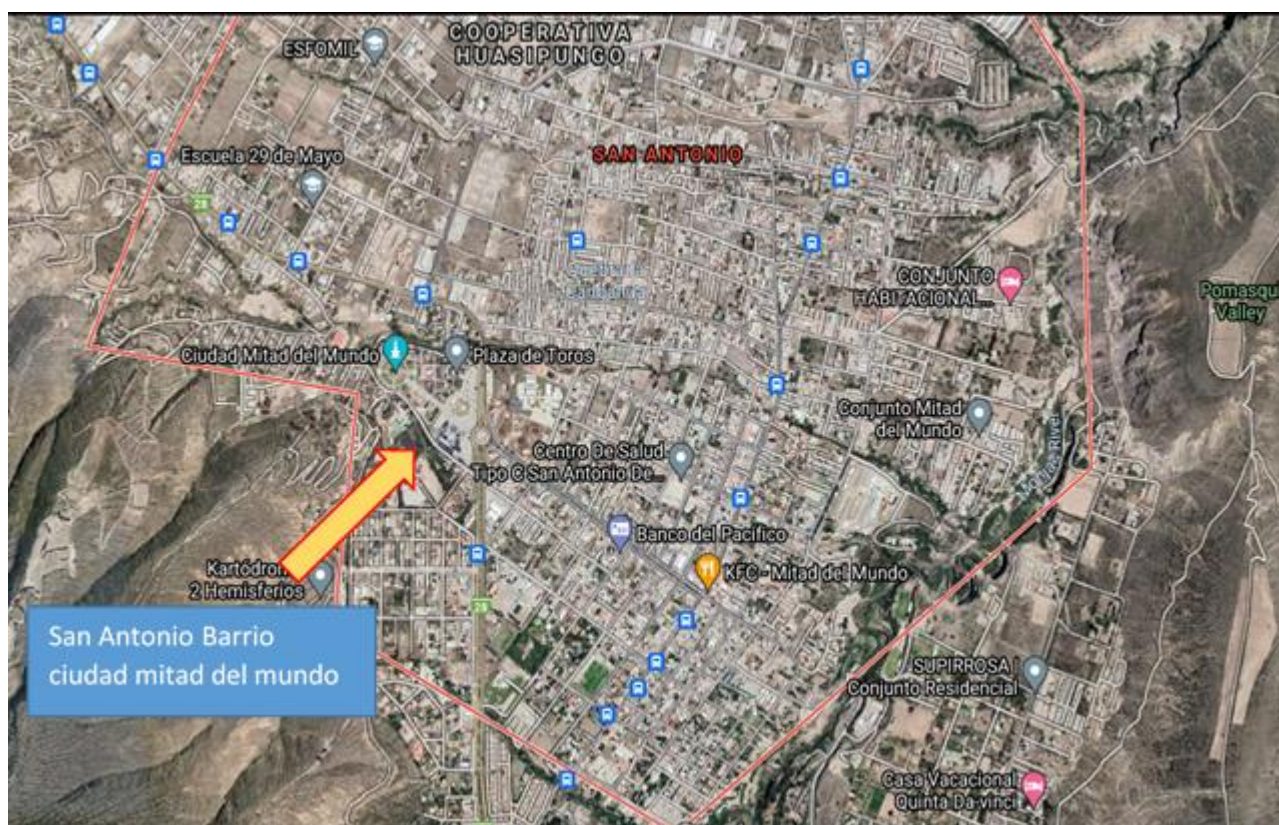 COOPERATIVA
HUASIPUNGO
ESFOMIL
SAN ANTONIO
Escuela 29 de Mayo
28
CONJUNTO
HABITACIONAL...
Pomasqui
Valley
Ciudad Mitad del Mundo
Plaza de Toros
Conjunto Mitad
del Mundo
Centro De Salud
Tipo C San Antonio De...
River
Banco del Pacífico
KFC - Mitad del Mundo
2 Hemisferios
28
San Antonio Barrio
ciudad mitad del mundo
SUPIRROSA
Conjunto Residencial
Casa Vacacional
Quinta Da-vinci